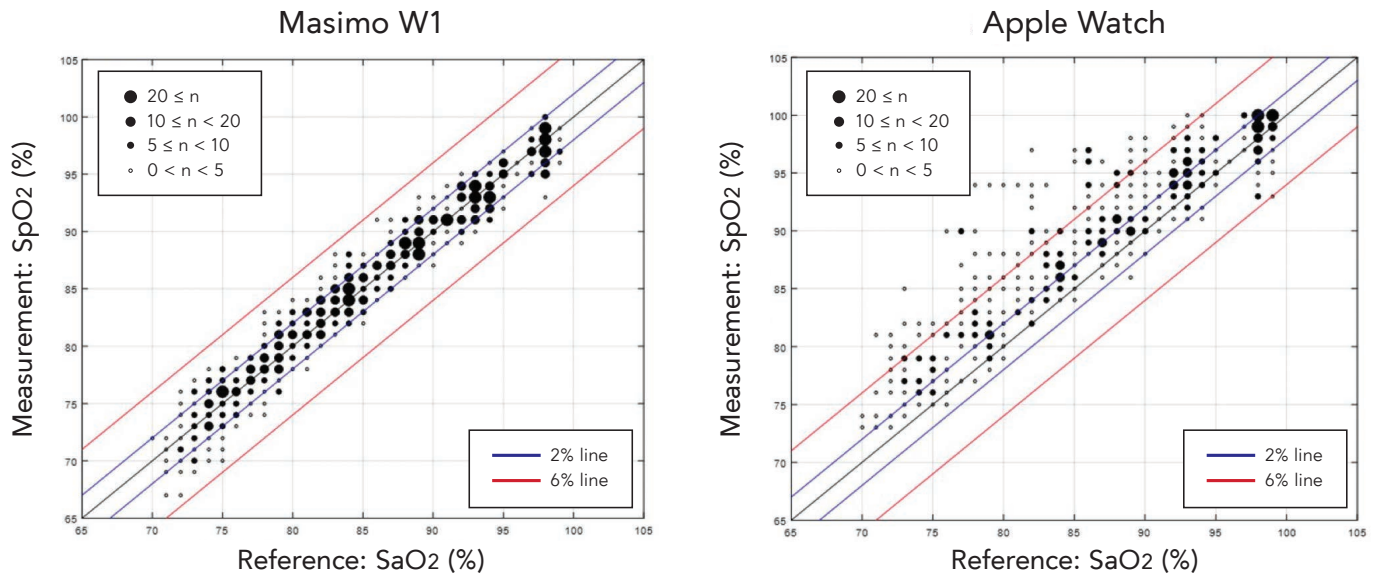 Masimo W1
Measurement: SpO2 (%)
105
100
95
90
85
80
75
70
65
20 ≤ n
10 ≤ n < 20
5 ≤ n < 10
0 < n < 5
2% line
6% line
65 70 75 80 85 90 95 100 105
Reference: SaO2 (%)
Apple Watch
Measurement: SpO2 (%)
105
100
95
90
85
80
75
70
65
20 ≤ n
10 ≤ n < 20
5 ≤ n < 10
0 < n < 5
2% line
6% line
65 70 75 80 85 90 95 100 105
Reference: SaO2 (%)